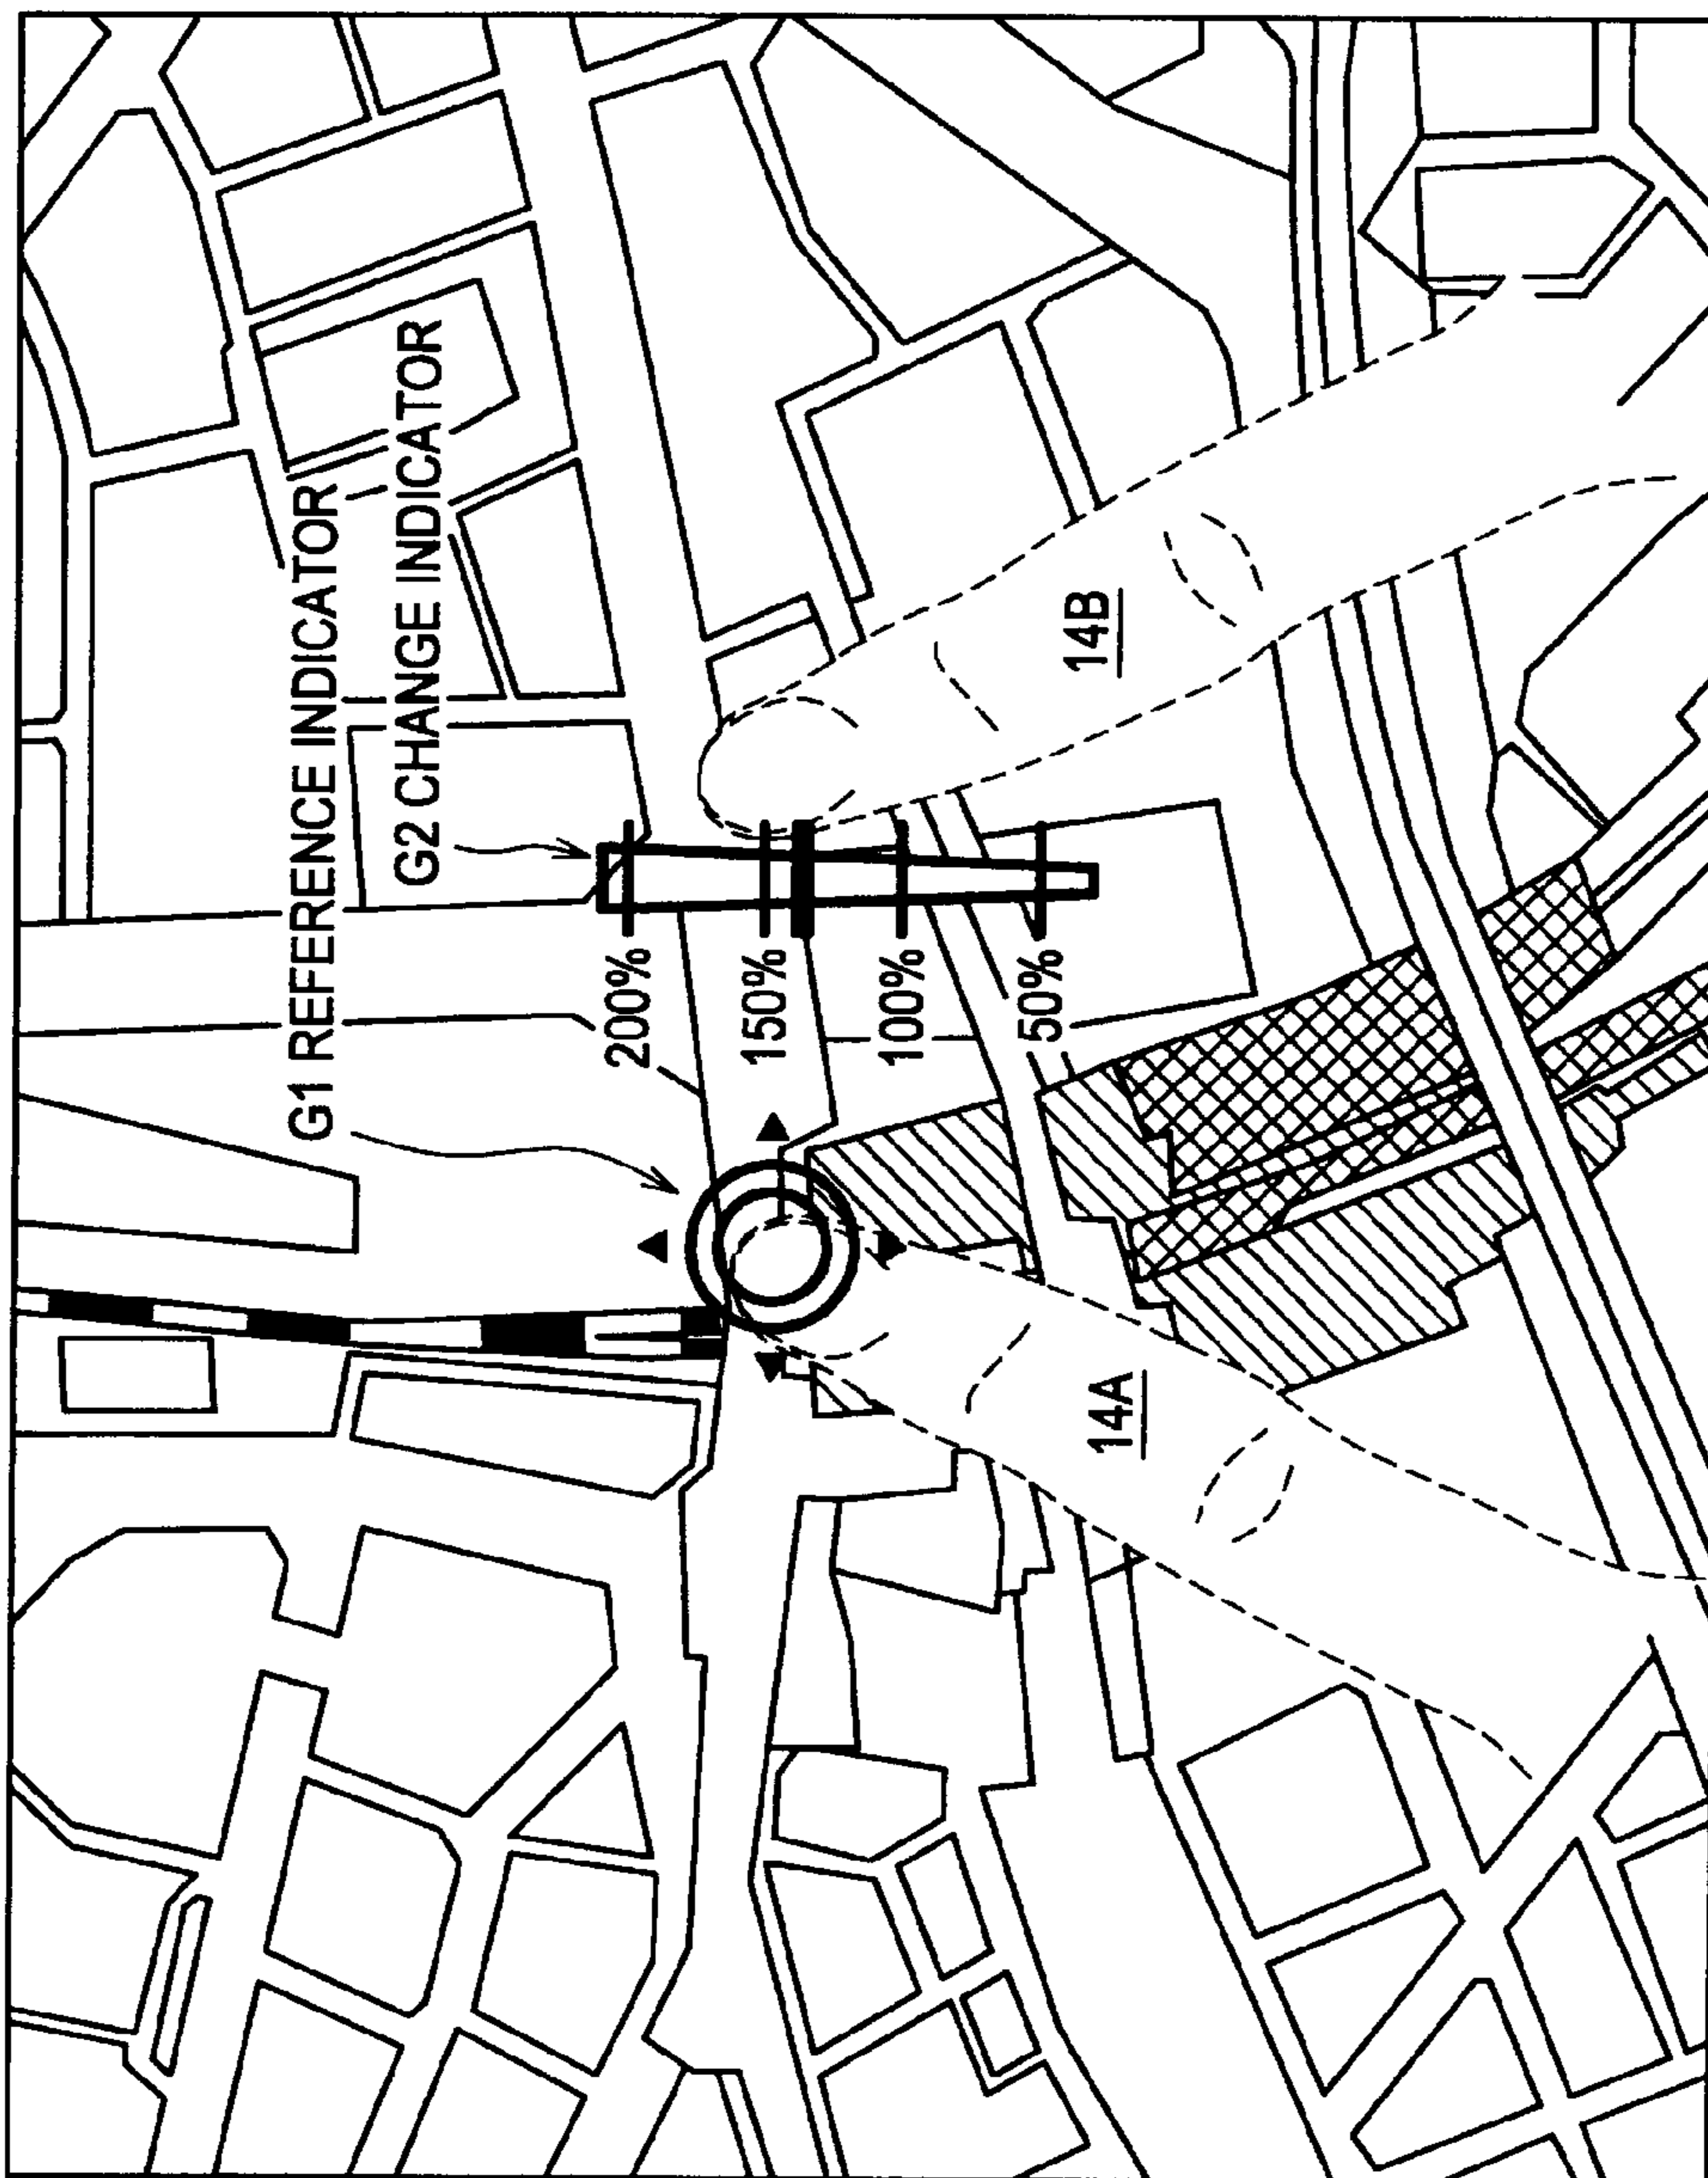 G1 REFERENCE INDICATOR
G2 CHANGE INDICATOR
200%
150%
100%
50%
14A
14B